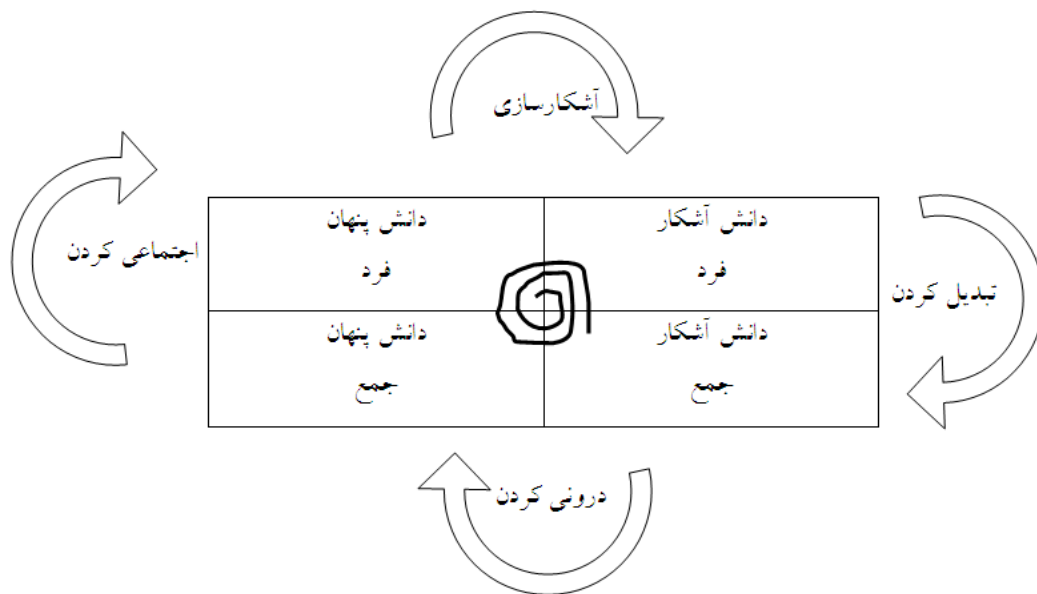 آشکارسازی
دانش آشکار
فرد
دانش پنهان
فرد
تبدیل کردن
اجتماعی کردن
دانش آشکار
جمع
دانش پنهان
جمع
درونی کردن